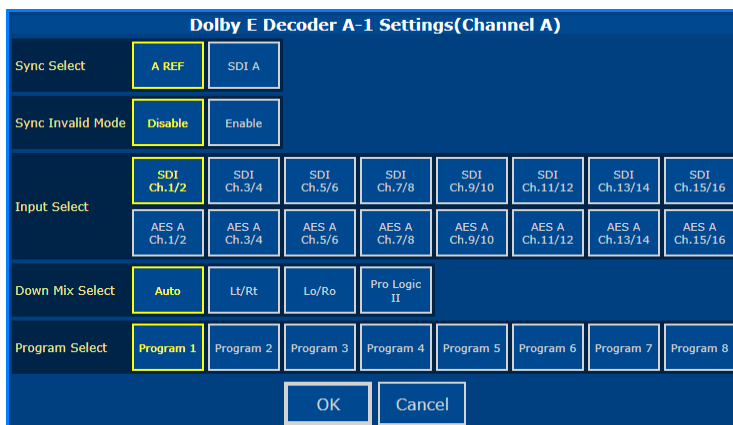 Dolby E Decoder A-1 Settings(Channel A)
Sync Select A REF SDI A
Sync Invalid Mode Disable Enable
Input Select
SDI Ch.1/2 SDI Ch.3/4 SDI Ch.5/6 SDI Ch.7/8 SDI Ch.9/10 SDI Ch.11/12 SDI Ch.13/14 SDI Ch.15/16
AES A Ch.1/2 AES A Ch.3/4 AES A Ch.5/6 AES A Ch.7/8 AES A Ch.9/10 AES A Ch.11/12 AES A Ch.13/14 AES A Ch.15/16
Down Mix Select Auto Lt/Rt Lo/Ro Pro Logic II
Program Select Program 1 Program 2 Program 3 Program 4 Program 5 Program 6 Program 7 Program 8
OK Cancel